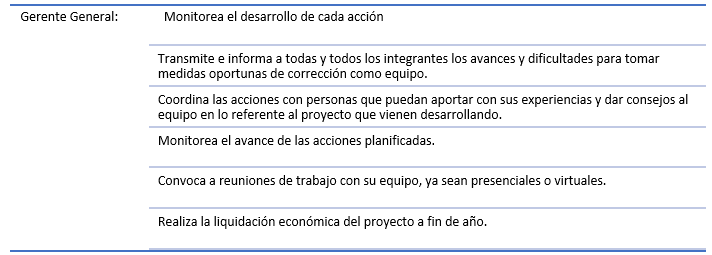 Gerente General: Monitorea el desarrollo de cada acción
Transmite e informa a todas y todos los integrantes los avances y dificultades para tomar
medidas oportunas de corrección como equipo.
Coordina las acciones con personas que puedan aportar con sus experiencias y dar consejos al
equipo en lo referente al proyecto que vienen desarrollando.
Monitorea el avance de las acciones planificadas.
Convoca a reuniones de trabajo con su equipo, ya sean presenciales o virtuales.
Realiza la liquidación económica del proyecto a fin de año.